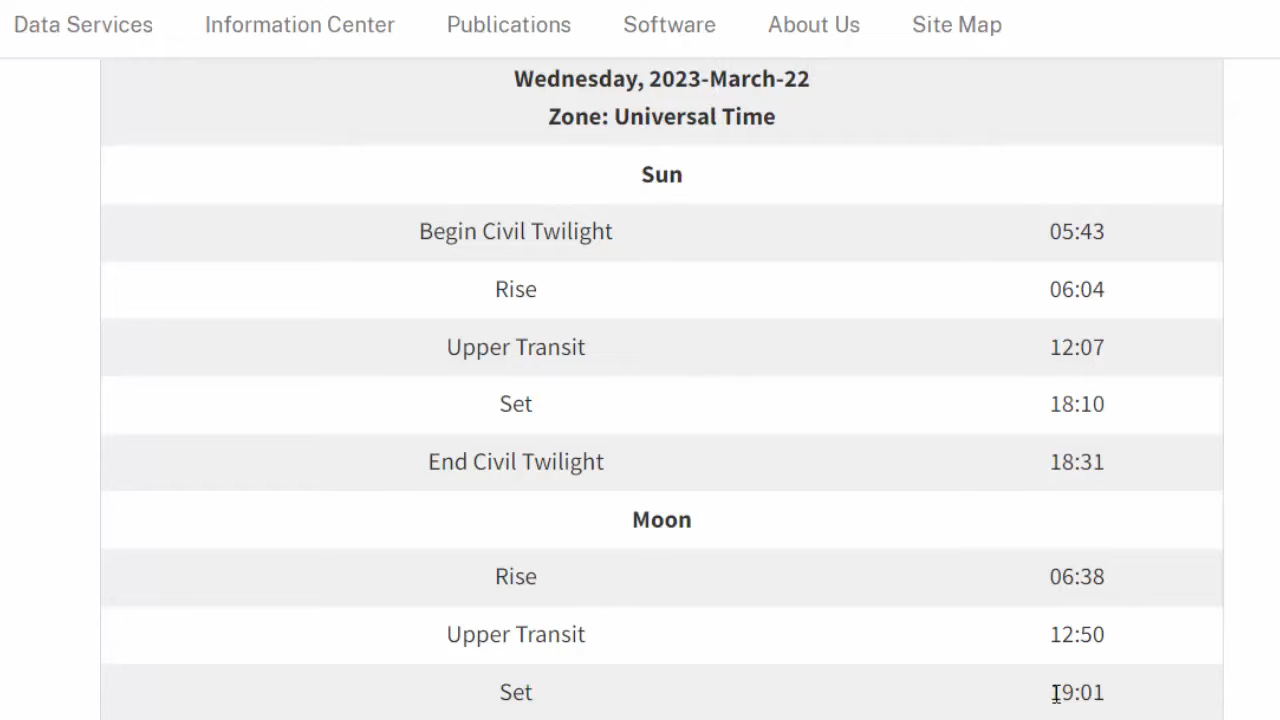 Data Services Information Center Publications Software About Us Site Map
Wednesday, 2023-March-22
Zone: Universal Time
Sun
Begin Civil Twilight 05:43
Rise 06:04
Upper Transit 12:07
Set 18:10
End Civil Twilight 18:31
Moon
Rise 06:38
Upper Transit 12:50
Set 19:01